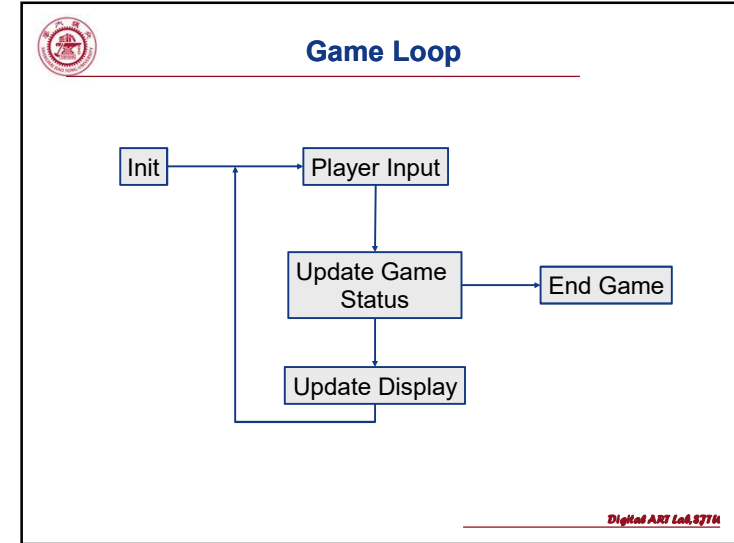 Game Loop
Init
Player Input
Update Game
Status
End Game
Update Display
Digital ART Lab, SJTU